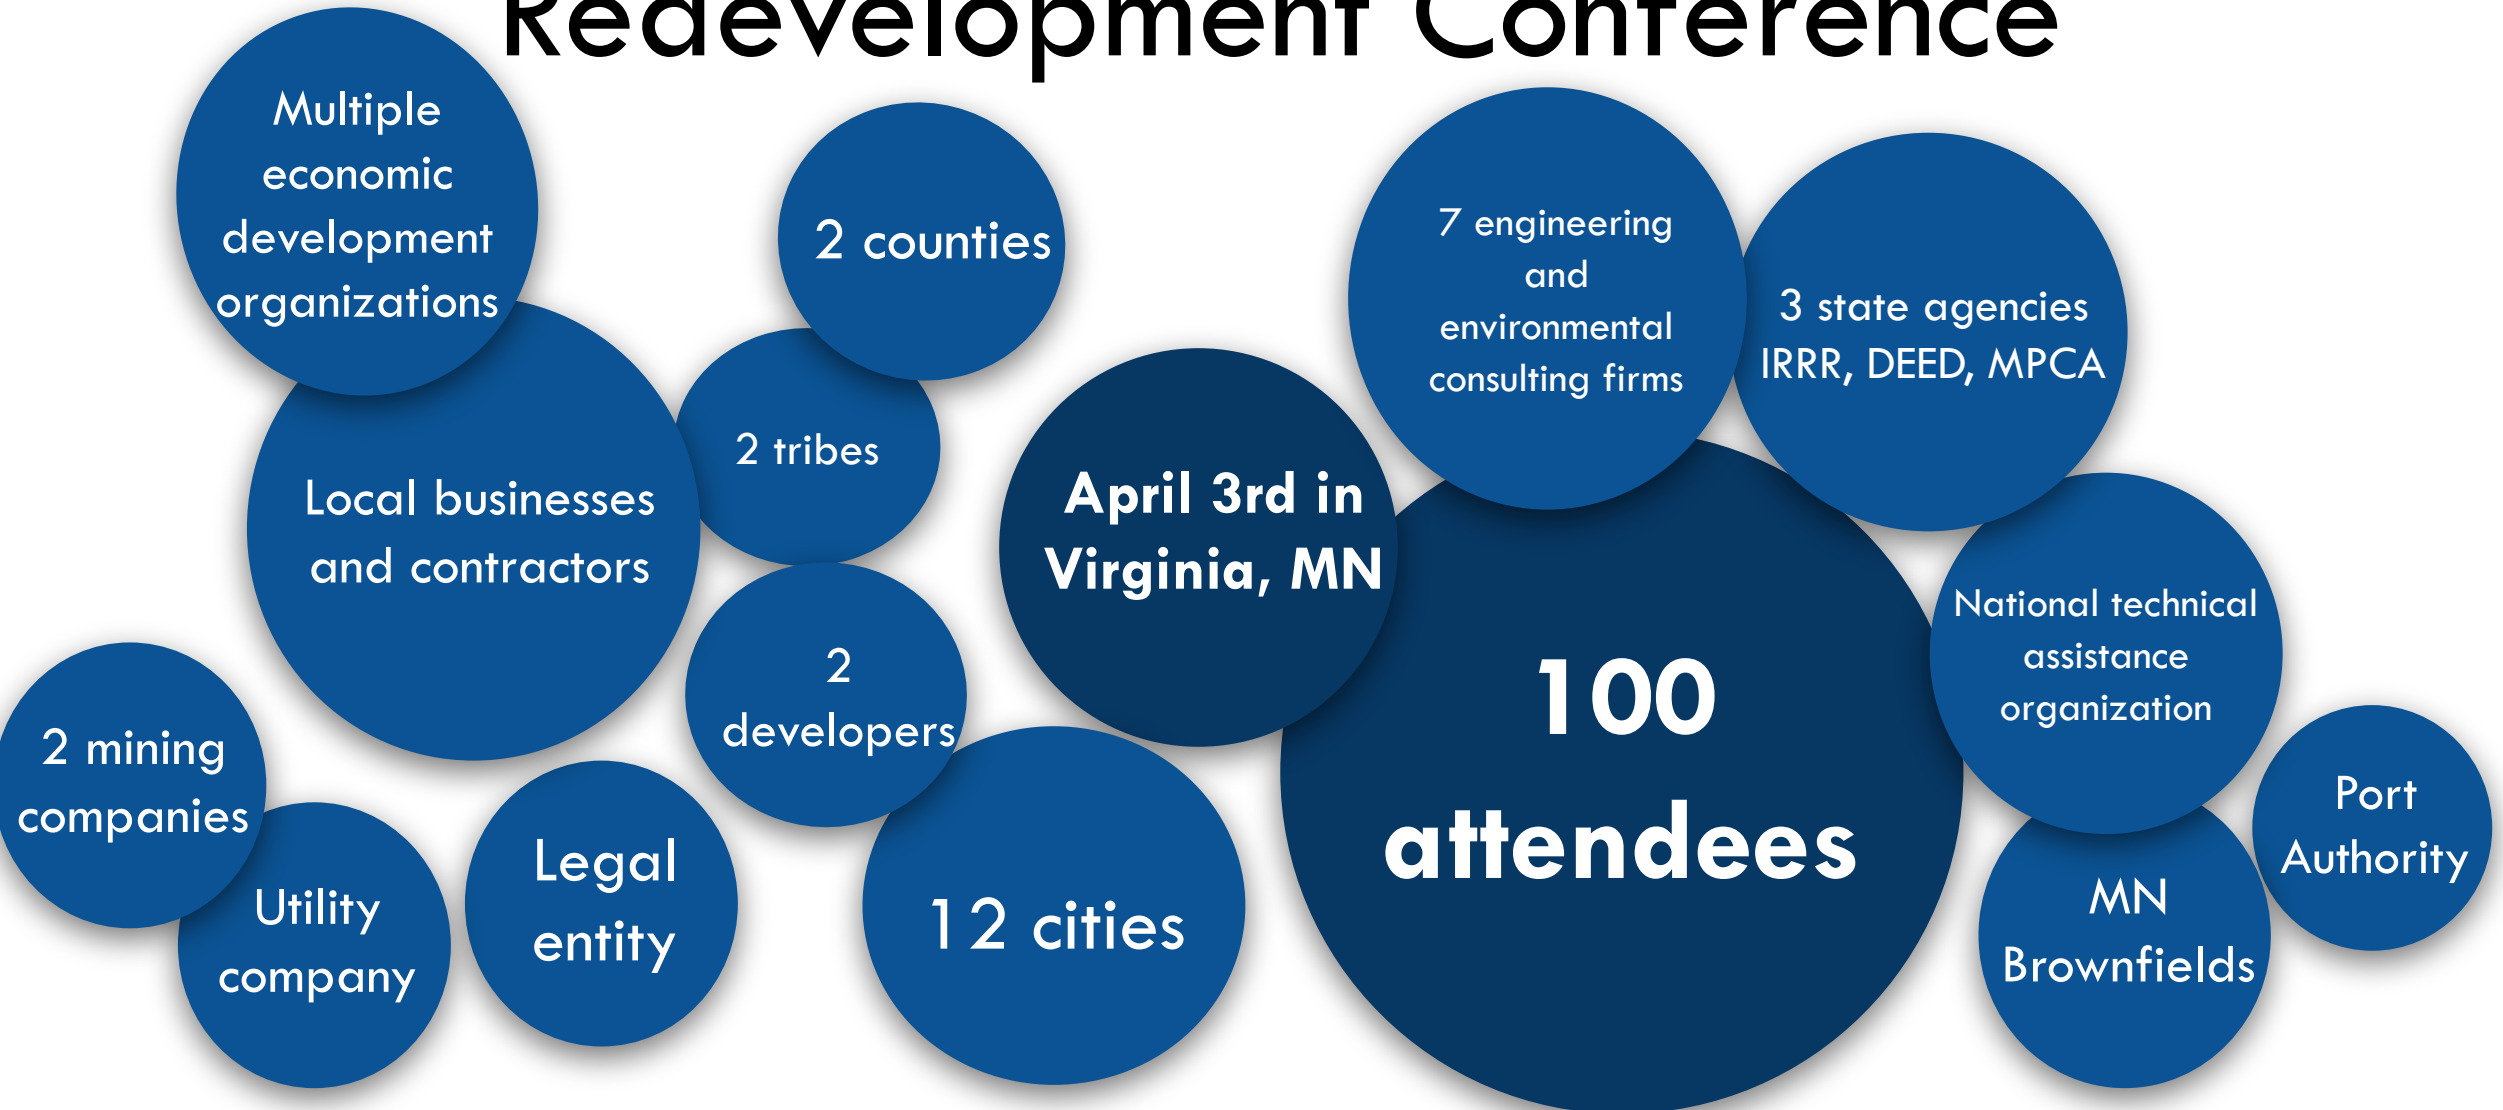 Redevelopment Conference
Multiple
economic
development
organizations
2 counties
7 engineering
and
environmental
consulting firms
3 state agencies
IRRR, DEED, MPCA
2 tribes
Local businesses
and contractors
April 3rd in
Virginia, MN
National technical
assistance
organization
2
developers
100
attendees
2 mining
companies
Port
Authority
Legal
entity
Utility
company
12 cities
MN
Brownfields